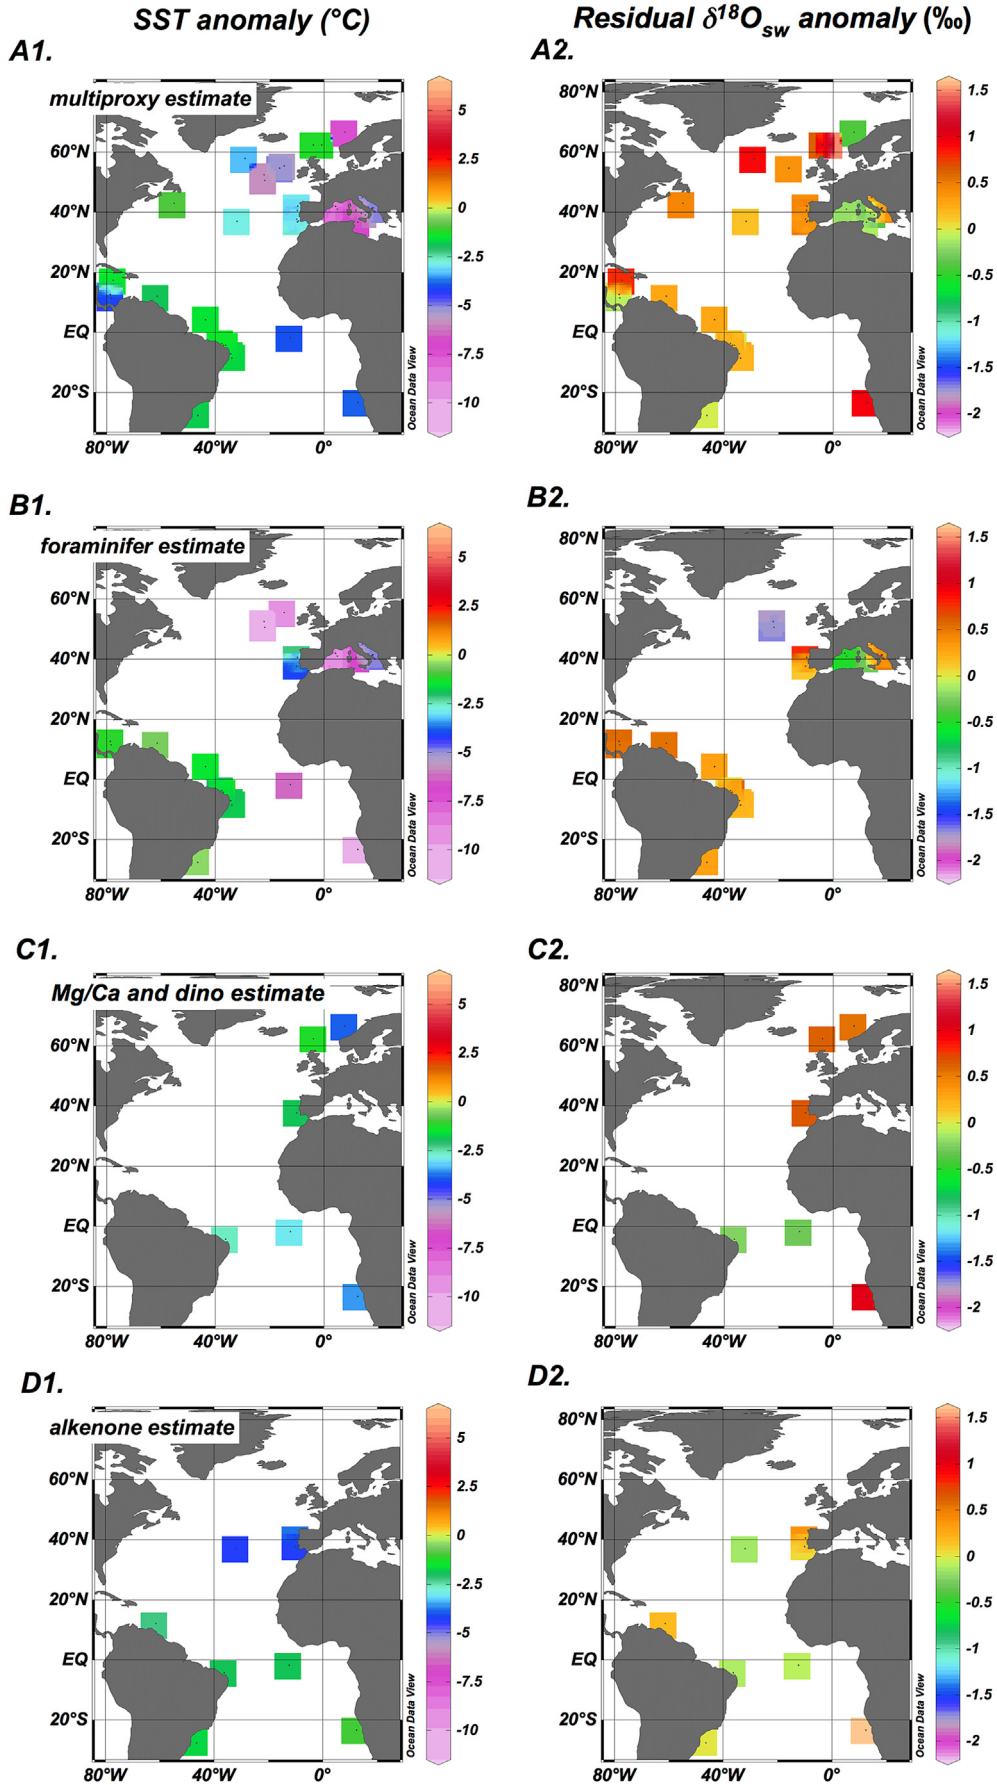 SST anomaly (°C)
Residual δ18Osw anomaly (‰)
A1.
A2.
multiproxy estimate
60°N
40°N
20°N
EQ
20°S
80°W
40°W
0°
Ocean Data View
5
2.5
0
-2.5
-5
-7.5
-10
80°N
60°N
40°N
20°N
EQ
20°S
80°W
40°W
0°
Ocean Data View
1.5
1
0.5
0
-0.5
-1
-1.5
-2
B1.
B2.
foraminifer estimate
60°N
40°N
20°N
EQ
20°S
80°W
40°W
0°
Ocean Data View
5
2.5
0
-2.5
-5
-7.5
-10
80°N
60°N
40°N
20°N
EQ
20°S
80°W
40°W
0°
Ocean Data View
1.5
1
0.5
0
-0.5
-1
-1.5
-2
C1.
C2.
Mg/Ca and dino estimate
60°N
40°N
20°N
EQ
20°S
80°W
40°W
0°
Ocean Data View
5
2.5
0
-2.5
-5
-7.5
-10
80°N
60°N
40°N
20°N
EQ
20°S
80°W
40°W
0°
Ocean Data View
1.5
1
0.5
0
-0.5
-1
-1.5
-2
D1.
D2.
alkenone estimate
60°N
40°N
20°N
EQ
20°S
80°W
40°W
0°
Ocean Data View
5
2.5
0
-2.5
-5
-7.5
-10
80°N
60°N
40°N
20°N
EQ
20°S
80°W
40°W
0°
Ocean Data View
1.5
1
0.5
0
-0.5
-1
-1.5
-2